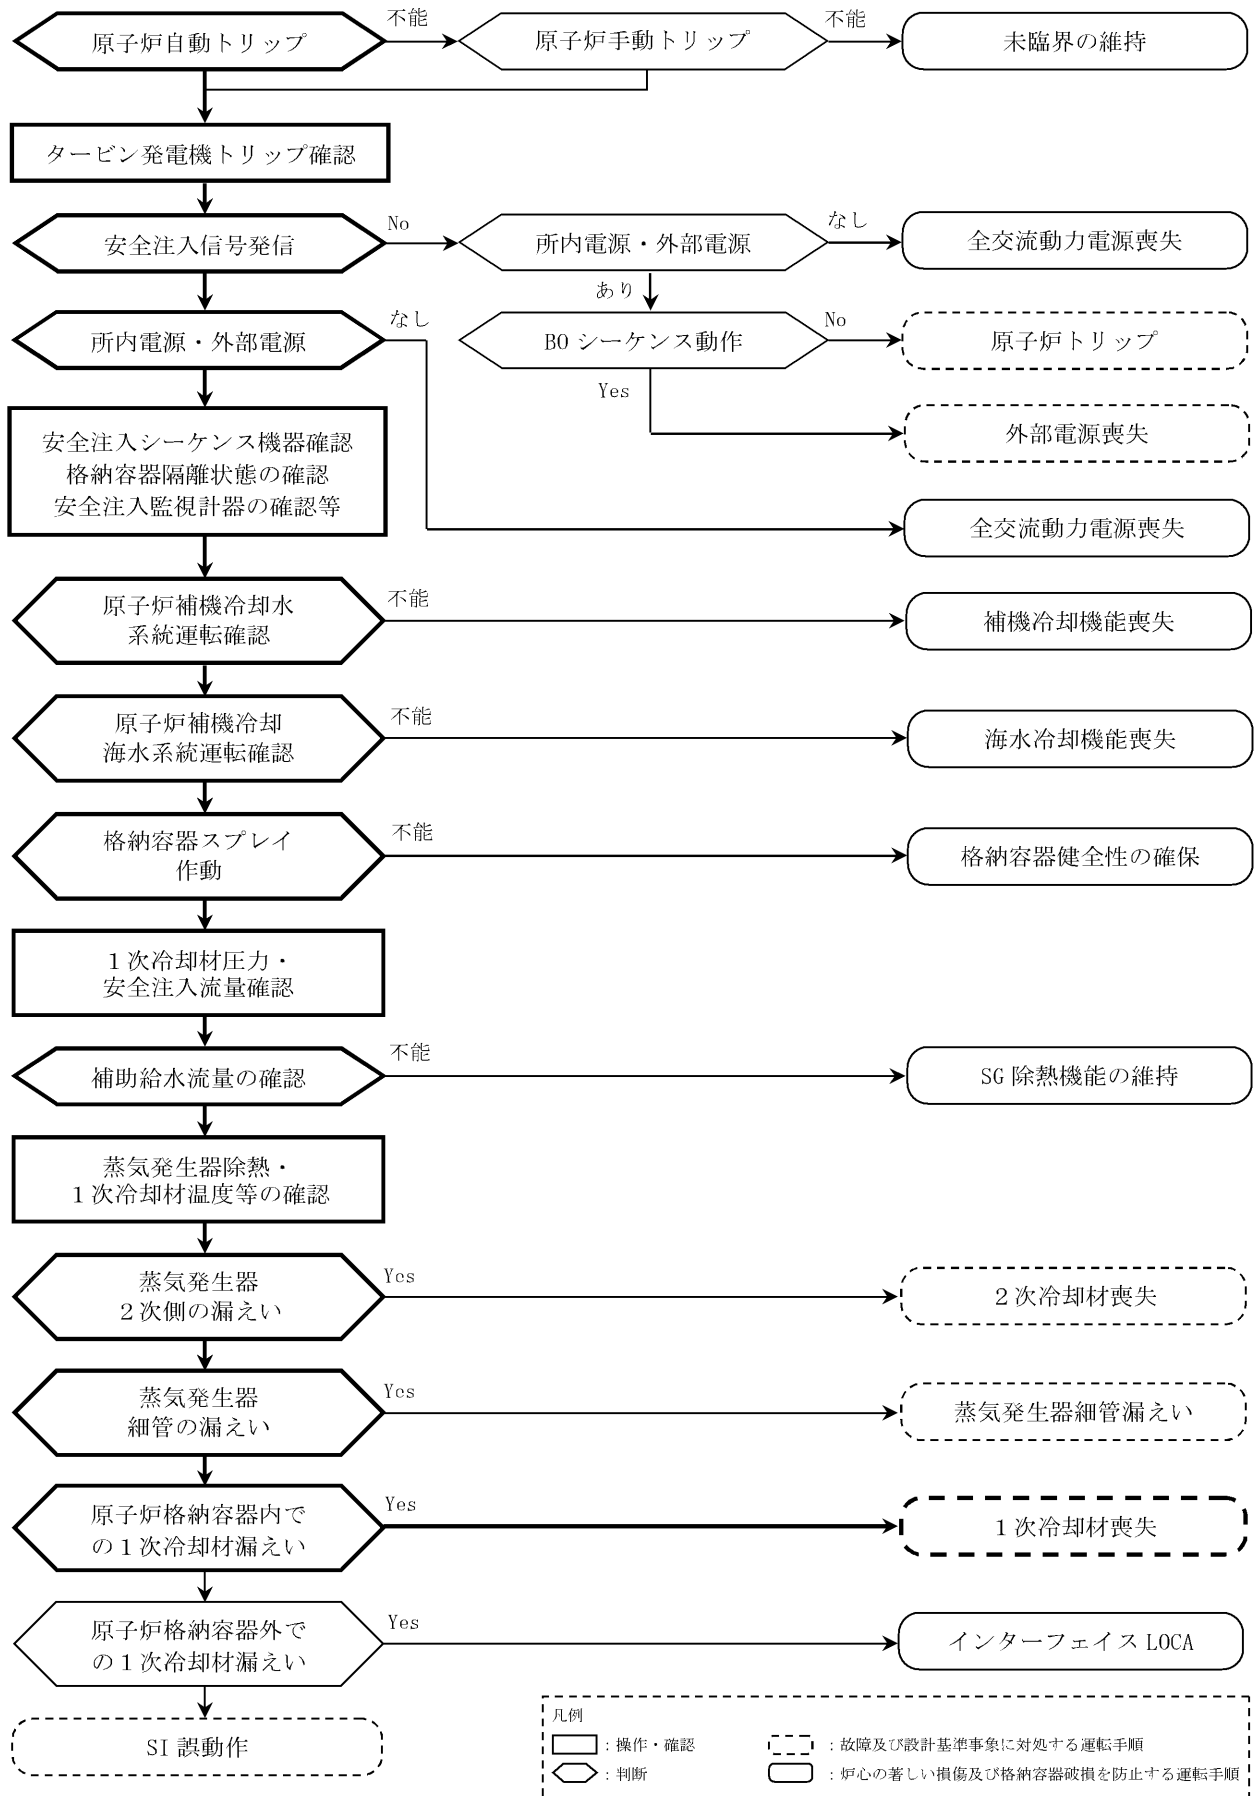 原子炉自動トリップ
不能
原子炉手動トリップ
不能
未臨界の維持
タービン発電機トリップ確認
安全注入信号発信
No
所内電源・外部電源
なし
全交流動力電源喪失
あり
所内電源・外部電源
なし
BOシーケンス動作
No
原子炉トリップ
Yes
外部電源喪失
安全注入シーケンス機器確認
格納容器隔離状態の確認
安全注入監視計器の確認等
全交流動力電源喪失
原子炉補機冷却水
系統運転確認
不能
補機冷却機能喪失
原子炉補機冷却
海水系統運転確認
不能
海水冷却機能喪失
格納容器スプレイ
作動
不能
格納容器健全性の確保
1次冷却材圧力・
安全注入流量確認
補助給水流量の確認
不能
SG除熱機能の維持
蒸気発生器除熱・
1次冷却材温度等の確認
蒸気発生器
2次側の漏えい
Yes
2次冷却材喪失
蒸気発生器
細管の漏えい
Yes
蒸気発生器細管漏えい
原子炉格納容器内で
の1次冷却材漏えい
Yes
1次冷却材喪失
原子炉格納容器外で
の1次冷却材漏えい
Yes
インターフェイスLOCA
SI誤動作
凡例
：操作・確認
：故障及び設計基準事象に対処する運転手順
：判断
：炉心の著しい損傷及び格納容器破損を防止する運転手順